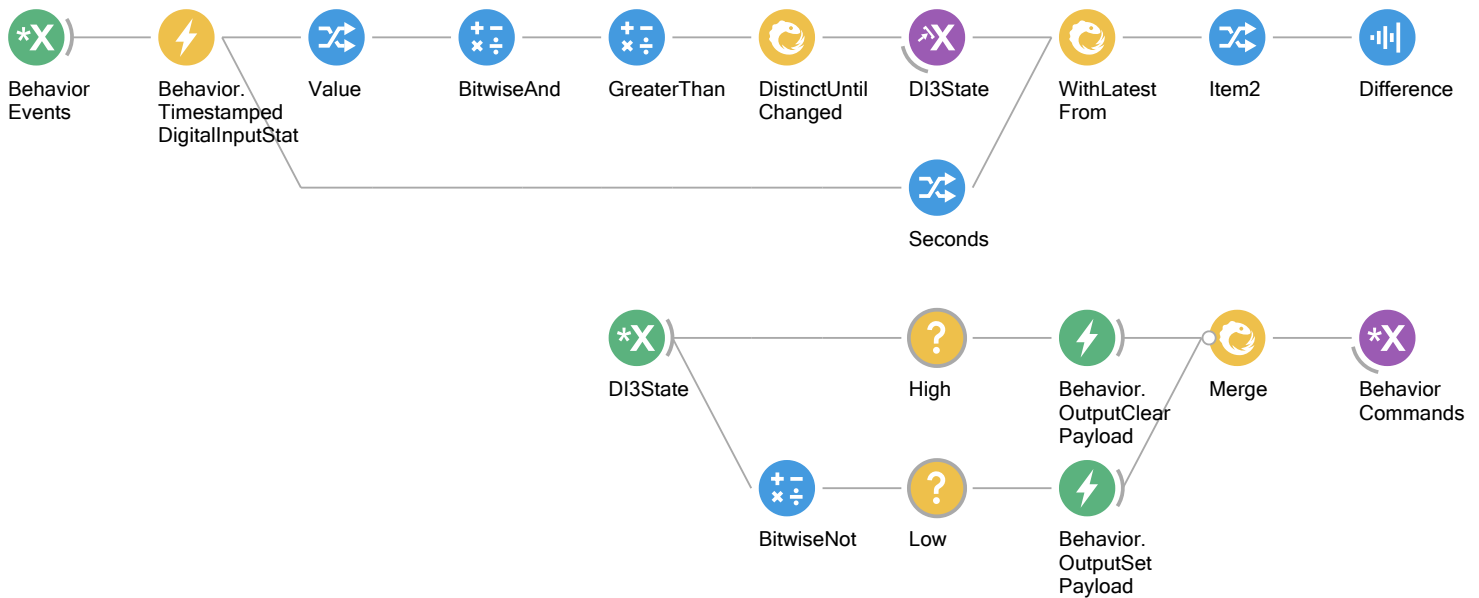 *X
*X
Behavior
Events
Behavior.
Timestamped
DigitalInputStat
Value
BitwiseAnd
GreaterThan
DistinctUntil
Changed
X
DI3State
WithLatest
From
Item2
Difference
Seconds
*X
DI3State
?
High
Behavior.
OutputClear
Payload
Merge
*X
Behavior
Commands
BitwiseNot
?
Low
Behavior.
OutputSet
Payload